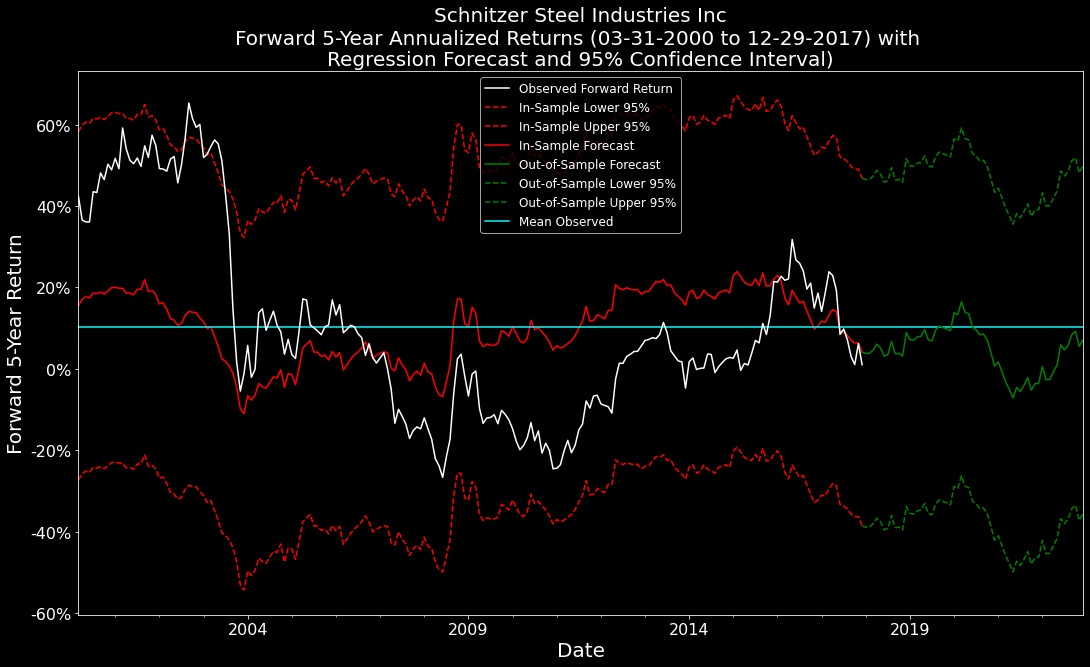 Schnitzer Steel Industries Inc
Forward 5-Year Annualized Returns (03-31-2000 to 12-29-2017) with
Regression Forecast and 95% Confidence Interval)
Observed Forward Return
In-Sample Lower 95%
In-Sample Upper 95%
In-Sample Forecast
Out-of-Sample Forecast
Out-of-Sample Lower 95%
Out-of-Sample Upper 95%
Mean Observed
Forward 5-Year Return
60%
40%
20%
0%
-20%
-40%
-60%
2004
2009
2014
2019
Date